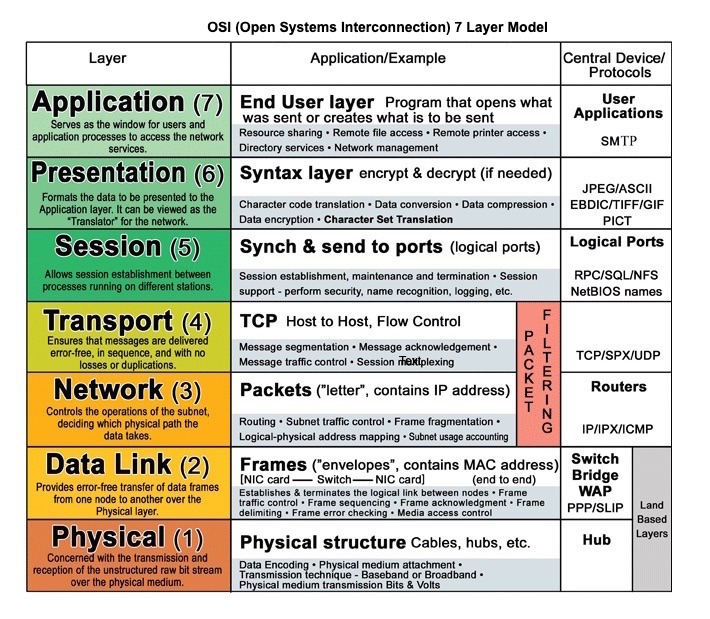 OSI (Open Systems Interconnection) 7 Layer Model
Layer
Application/Example
Central Device/
Protocols
Application (7)
Serves as the window for users and
application processes to access the network
services.
End User layer Program that opens what
was sent or creates what is to be sent
Resource sharing • Remote file access • Remote printer access •
Directory services • Network management
User
Applications
SMTP
Presentation (6)
Formats the data to be presented to the
Application layer. It can be viewed as the
"Translator" for the network.
Syntax layer encrypt & decrypt (if needed)
Character code translation • Data conversion • Data compression •
Data encryption • Character Set Translation
JPEG/ASCII
EBDIC/TIFF/GIF
PICT
Session (5)
Allows session establishment between
processes running on different stations.
Synch & send to ports (logical ports)
Session establishment, maintenance and termination • Session
support - perform security, name recognition, logging, etc.
Logical Ports
RPC/SQL/NFS
NetBIOS names
Transport (4)
Ensures that messages are delivered
error-free, in sequence, and with no
losses or duplications.
TCP Host to Host, Flow Control
Message segmentation • Message acknowledgement •
Message traffic control • Session
Text
PACKET
FILTERING
TCP/SPX/UDP
Network (3)
Controls the operations of the subnet,
deciding which physical path the
data takes.
Packets ("letter", contains IP address)
Routing • Subnet traffic control • Frame fragmentation •
Logical-physical address mapping • Subnet usage accounting
Routers
IP/IPX/ICMP
Data Link (2)
Provides error-free transfer of data frames
from one node to another over the
Physical layer.
Frames ("envelopes", contains MAC address)
[NIC card — Switch — NIC card] (end to end)
Establishes & terminates the logical link between nodes • Frame
traffic control • Frame sequencing • Frame acknowledgment • Frame
delimiting • Frame error checking • Media access control
Switch
Bridge
WAP
PPP/SLIP
Land
Based
Layers
Physical (1)
Concerned with the transmission and
reception of the unstructured raw bit stream
over the physical medium.
Physical structure Cables, hubs, etc.
Data Encoding • Physical medium attachment •
Transmission technique - Baseband or Broadband •
Physical medium transmission Bits & Volts
Hub